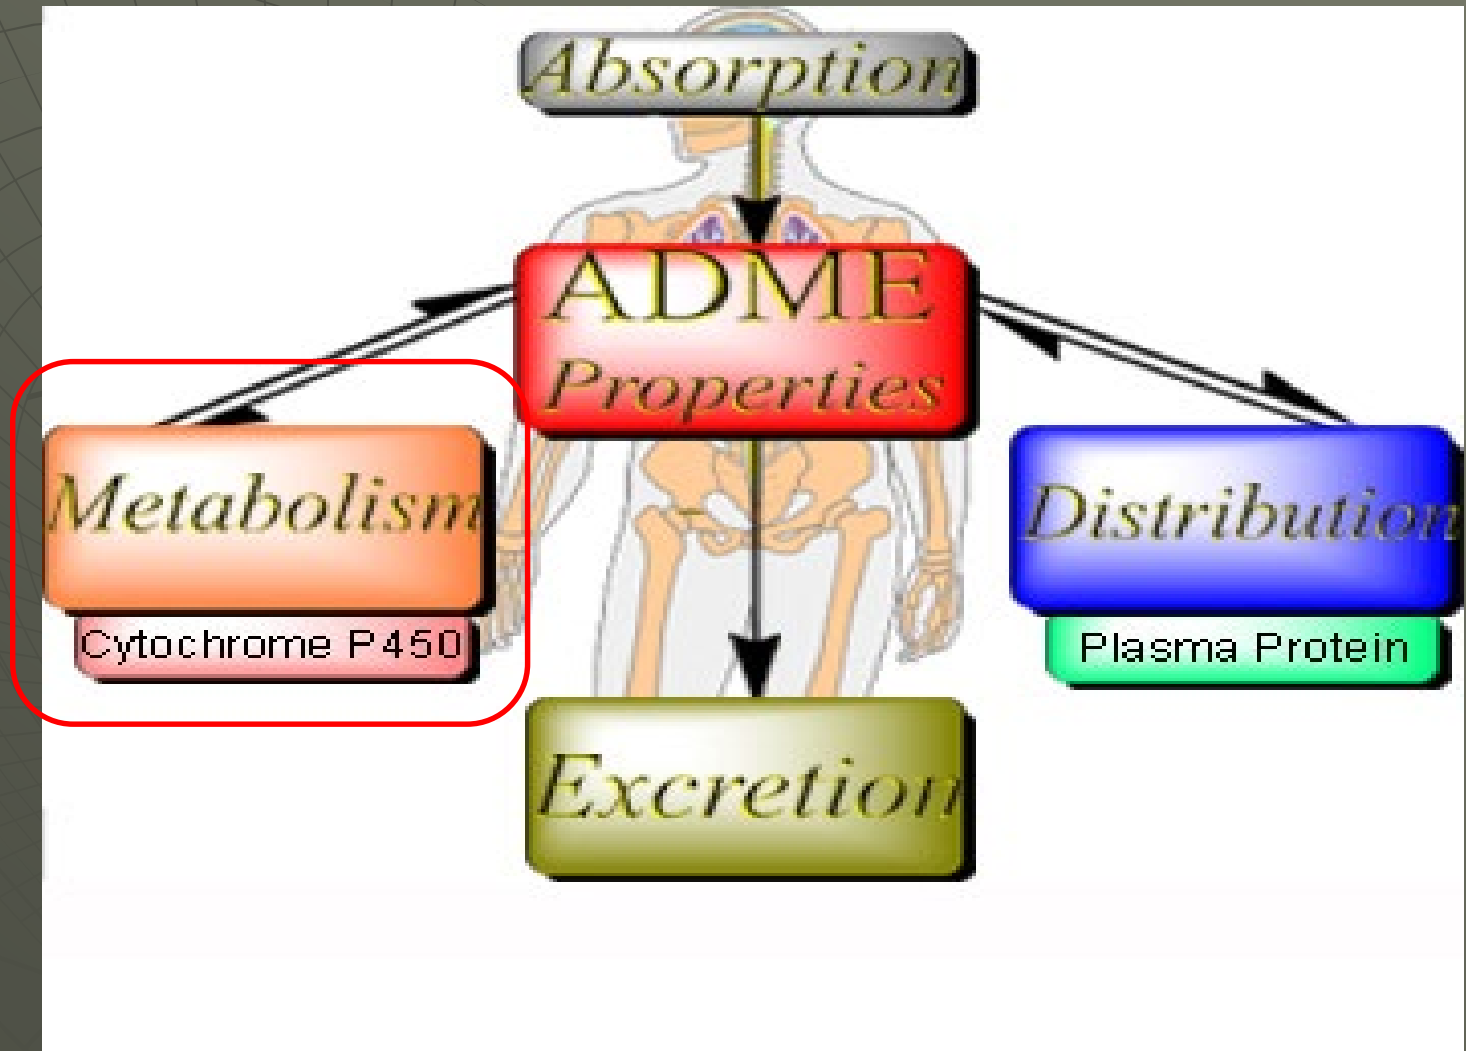 Absorption
ADME
Properties
Metabolism
Cytochrome P450
Distribution
Plasma Protein
Excretion